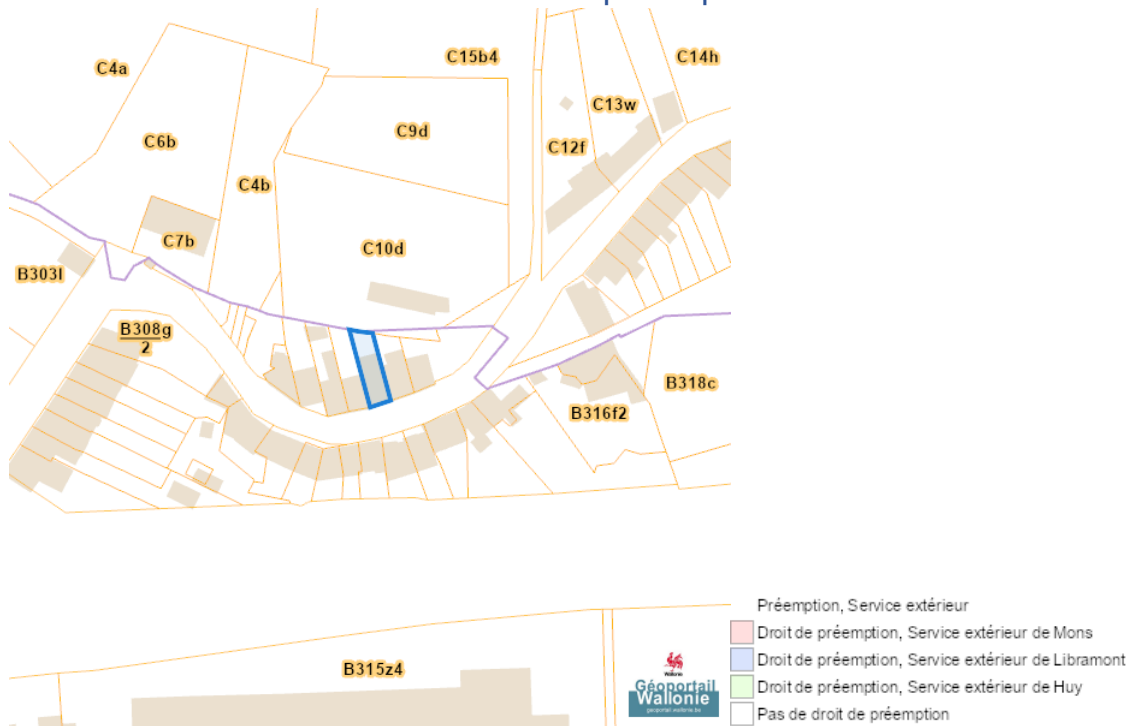 C4a
C15b4
C14h
C13w
C9d
C6b
C12f
C4b
C7b
C10d
B303l
B308g
2
B318c
B316f2
B315z4
Wallonie
Géoportail
Wallonie
geoportail.wallonie.be
Préemption, Service extérieur
Droit de préemption, Service extérieur de Mons
Droit de préemption, Service extérieur de Libramont
Droit de préemption, Service extérieur de Huy
Pas de droit de préemption